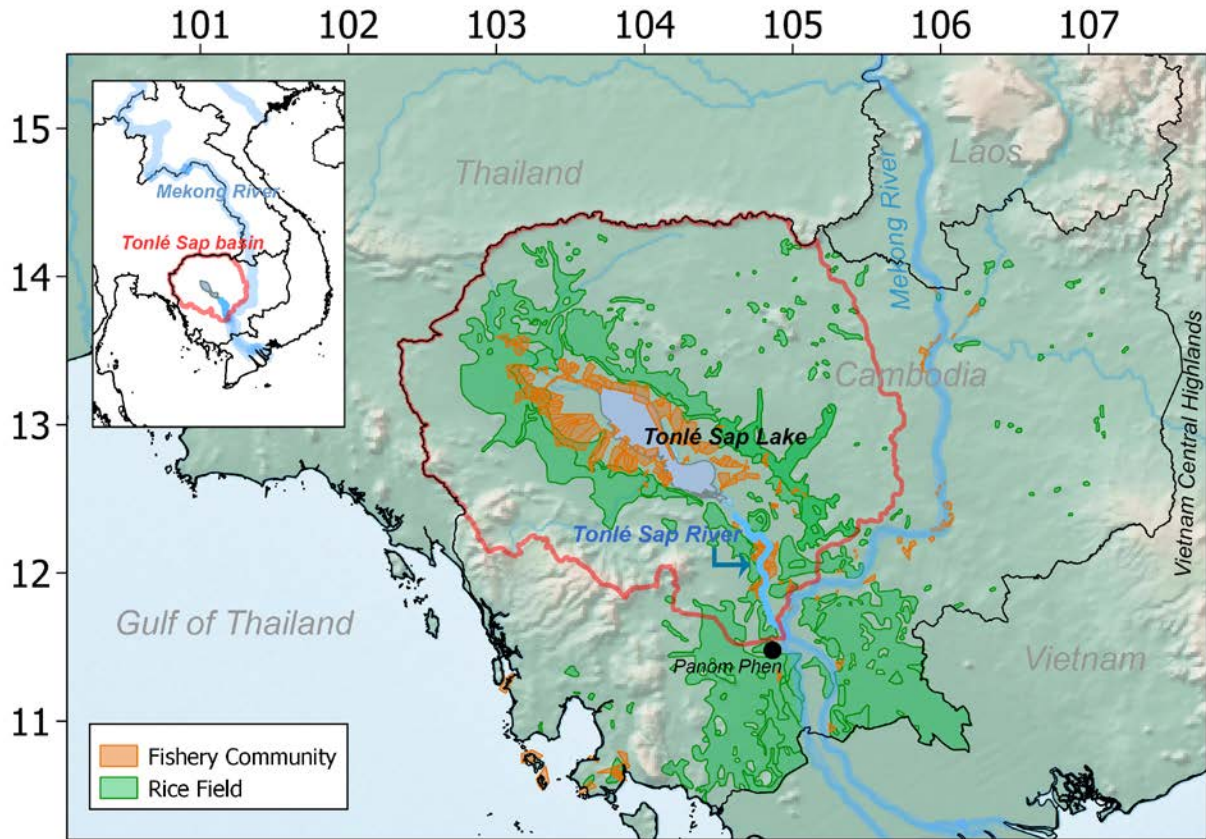 101 102 103 104 105 106 107
15
14
13
12
11
Mekong River
Tonlé Sap basin
Thailand
Laos
Mekong River
Cambodia
Vietnam Central Highlands
Tonlé Sap Lake
Tonlé Sap River
Gulf of Thailand
Panom Phen
Vietnam
Fishery Community
Rice Field